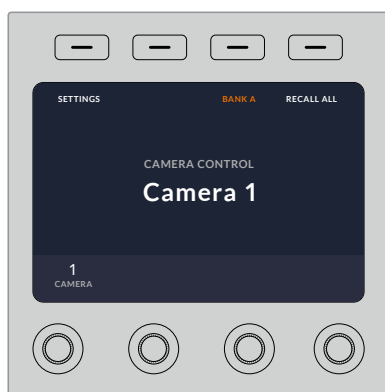 SETTINGS BANK A RECALL ALL
CAMERA CONTROL
Camera 1
1
CAMERA